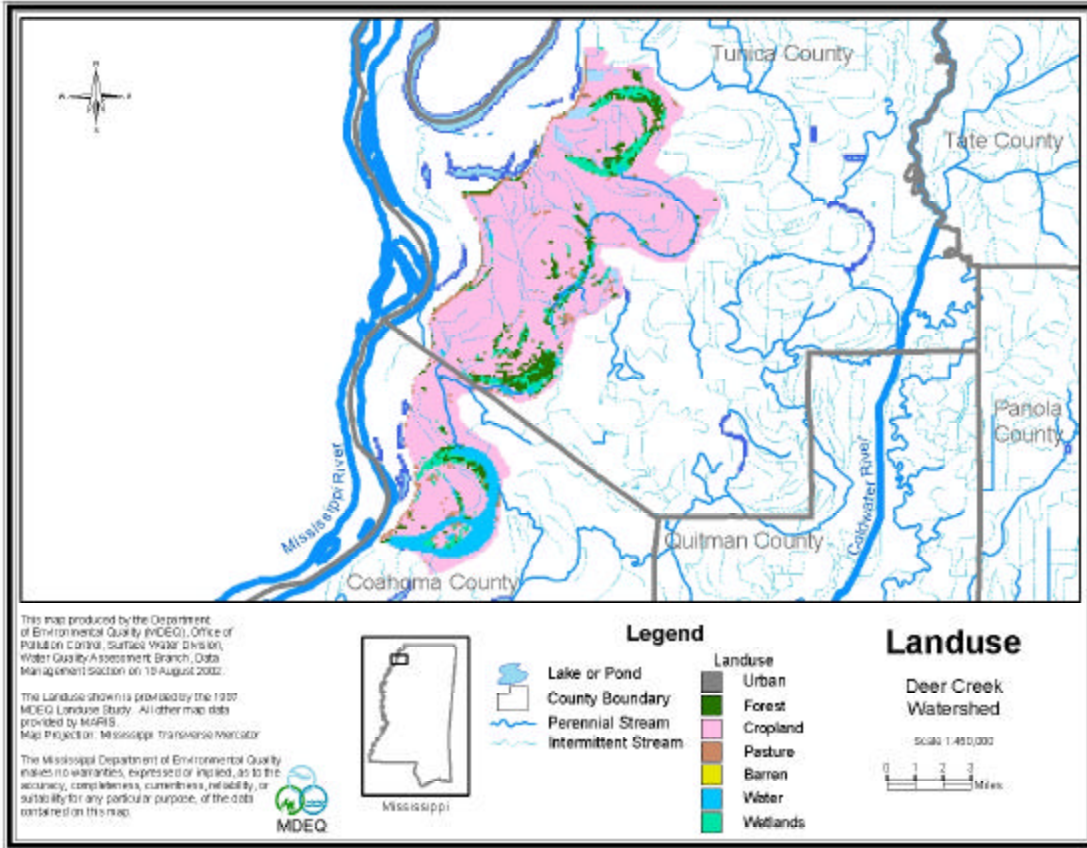 Tunica County
Tate County
N
W
E
S
Panola
County
Mississippi River
Coldwater River
Quitman County
Coahoma County
This map produced by the Department
of Environmental Quality (MDEQ), Office of
Pollution Control, Surface Water Division,
Water Quality Assessment Branch, Data
Management Section on August 2002.
The Landuse shown is provided by the 1997
MDEQ Landuse Study. All other map data
provided by MARIS.
Map Projection: Mississippi Transverse Mercator
The Mississippi Department of Environmental Quality
makes no warranties, expressed or implied, as to the
accuracy, completeness, currentness, reliability, or
suitability for any particular purpose, of the data
contained on this map.
MDEQ
Mississippi
Legend
Lake or Pond
County Boundary
Perennial Stream
Intermittent Stream
Landuse
Urban
Forest
Cropland
Pasture
Barren
Water
Wetlands
Landuse
Deer Creek
Watershed
Scale 1:450,000
0 1 2 3
Miles